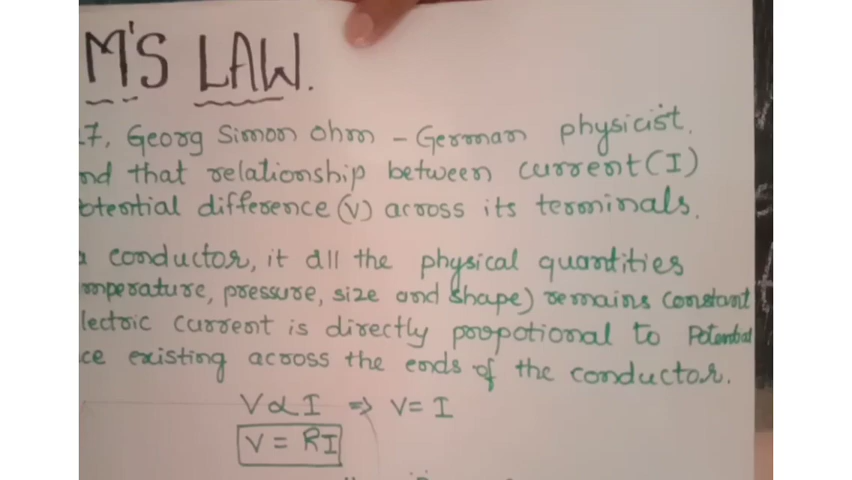 M'S LAW.
17, Georg Simon Ohm - German physicist.
nd that relationship between current (I)
otential difference (V) across its terminals.
a conductor, it all the physical quantities
mperature, pressure, size and shape) remains constant
lectric current is directly propotional to Potential
ce existing across the ends of the conductor.
V ∝ I ⇒ V = I
V = RI